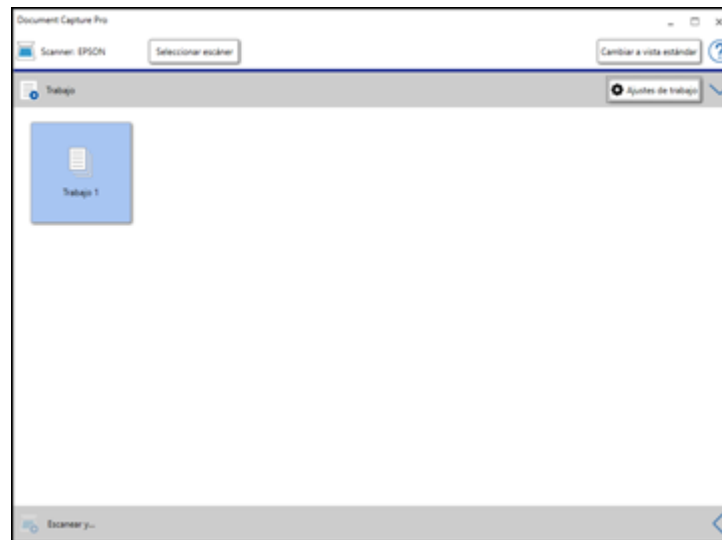 Document Capture Pro
Scanner: EPSON
Seleccionar escáner
Cambiar a vista estándar
?
Trabajo
Ajustes de trabajo
Trabajo 1
Escanear y...